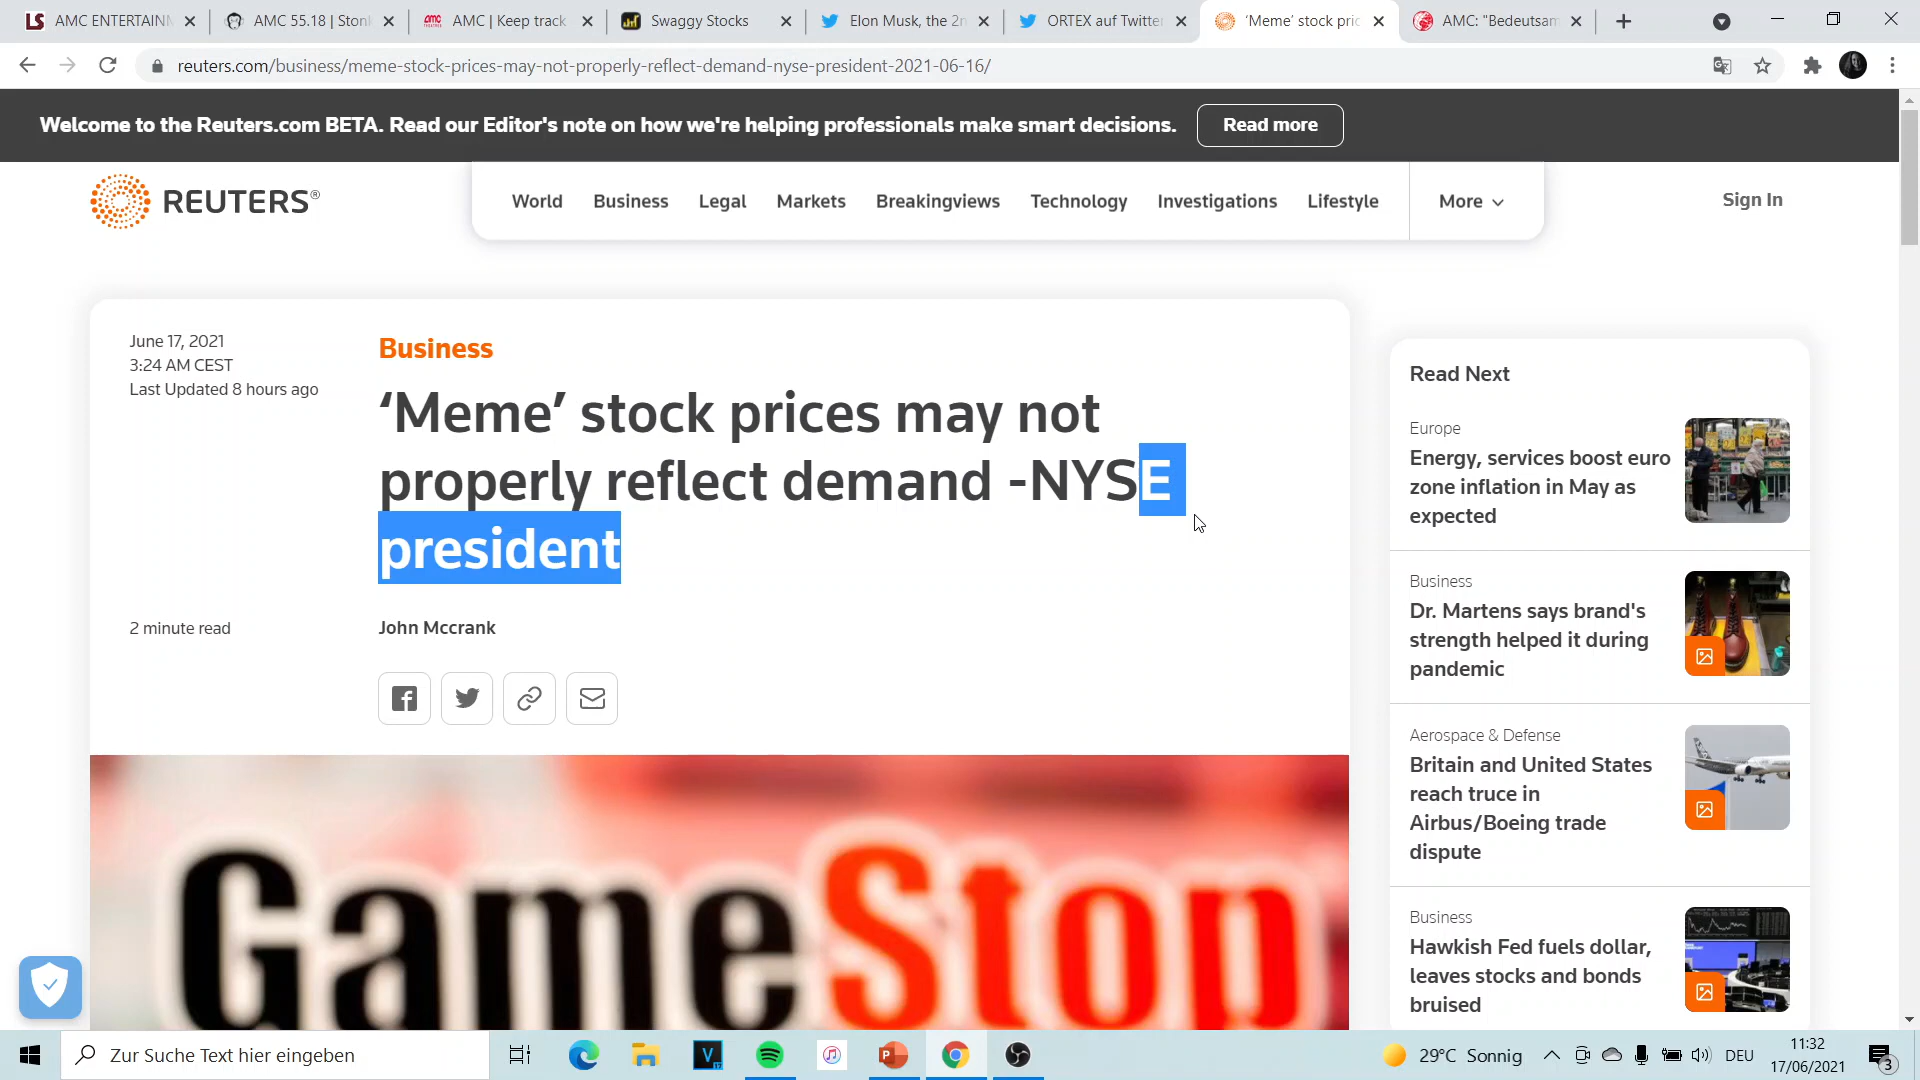 AMC ENTERTAINM
AMC 55.18 | Stonk
AMC | Keep track
Swaggy Stocks
Elon Musk, the 2n
ORTEX auf Twitter
'Meme' stock pric
AMC: "Bedeutsam
reuters.com/business/meme-stock-prices-may-not-properly-reflect-demand-nyse-president-2021-06-16/
Welcome to the Reuters.com BETA. Read our Editor's note on how we're helping professionals make smart decisions.
Read more
REUTERS®
World
Business
Legal
Markets
Breakingviews
Technology
Investigations
Lifestyle
More
Sign In
June 17, 2021
3:24 AM CEST
Last Updated 8 hours ago
Business
‘Meme’ stock prices may not
properly reflect demand -NYSE
president
2 minute read
John Mccrank
GameStop
Read Next
Europe
Energy, services boost euro
zone inflation in May as
expected
Business
Dr. Martens says brand's
strength helped it during
pandemic
Aerospace & Defense
Britain and United States
reach truce in
Airbus/Boeing trade
dispute
Business
Hawkish Fed fuels dollar,
leaves stocks and bonds
bruised
Zur Suche Text hier eingeben
29°C Sonnig
DEU
11:32
17/06/2021
3